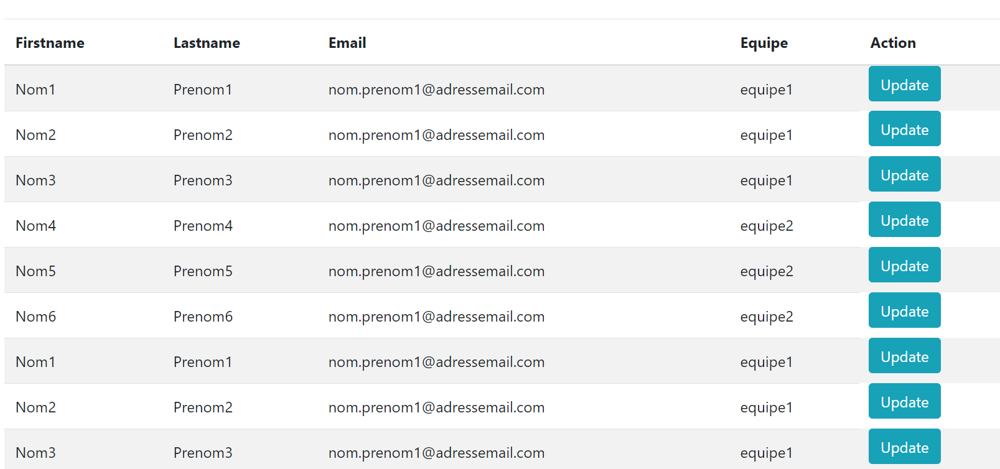 Firstname Lastname Email Equipe Action
Nom1 Prenom1 nom.prenom1@adressemail.com equipe1 Update
Nom2 Prenom2 nom.prenom1@adressemail.com equipe1 Update
Nom3 Prenom3 nom.prenom1@adressemail.com equipe1 Update
Nom4 Prenom4 nom.prenom1@adressemail.com equipe2 Update
Nom5 Prenom5 nom.prenom1@adressemail.com equipe2 Update
Nom6 Prenom6 nom.prenom1@adressemail.com equipe2 Update
Nom1 Prenom1 nom.prenom1@adressemail.com equipe1 Update
Nom2 Prenom2 nom.prenom1@adressemail.com equipe1 Update
Nom3 Prenom3 nom.prenom1@adressemail.com equipe1 Update